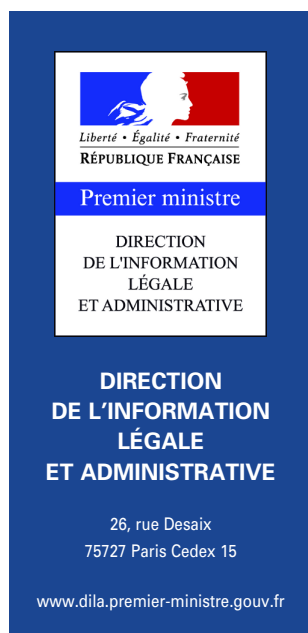 Liberté • Égalité • Fraternité
RÉPUBLIQUE FRANÇAISE
Premier ministre
DIRECTION
DE L'INFORMATION
LÉGALE
ET ADMINISTRATIVE
DIRECTION
DE L’INFORMATION
LÉGALE
ET ADMINISTRATIVE
26, rue Desaix
75727 Paris Cedex 15
www.dila.premier-ministre.gouv.fr